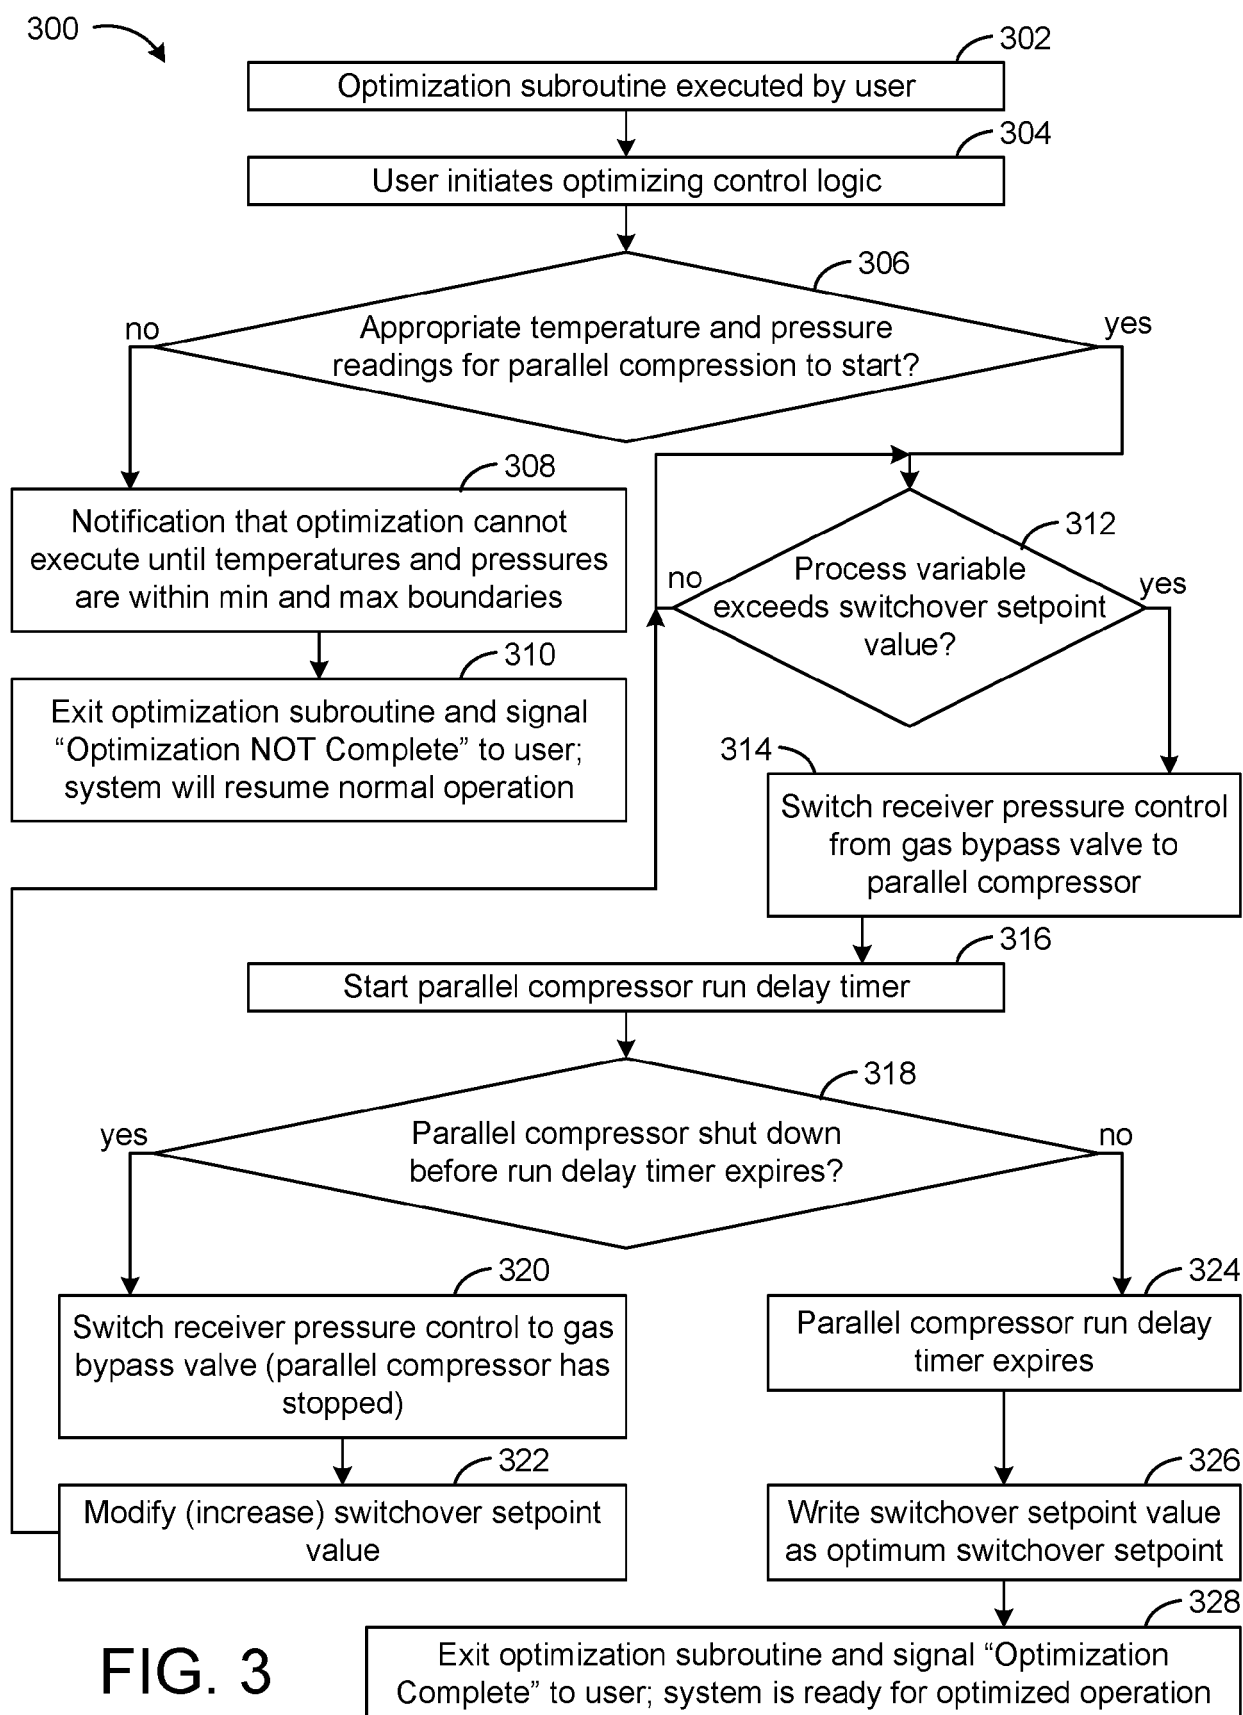 300
302
Optimization subroutine executed by user
304
User initiates optimizing control logic
306
no
Appropriate temperature and pressure
readings for parallel compression to start?
yes
308
Notification that optimization cannot
execute until temperatures and pressures
are within min and max boundaries
310
Exit optimization subroutine and signal
“Optimization NOT Complete” to user;
system will resume normal operation
312
no
Process variable
exceeds switchover setpoint
value?
yes
314
Switch receiver pressure control
from gas bypass valve to
parallel compressor
316
Start parallel compressor run delay timer
318
yes
Parallel compressor shut down
before run delay timer expires?
no
320
Switch receiver pressure control to gas
bypass valve (parallel compressor has
stopped)
322
Modify (increase) switchover setpoint
value
324
Parallel compressor run delay
timer expires
326
Write switchover setpoint value
as optimum switchover setpoint
328
Exit optimization subroutine and signal “Optimization
Complete” to user; system is ready for optimized operation
FIG. 3